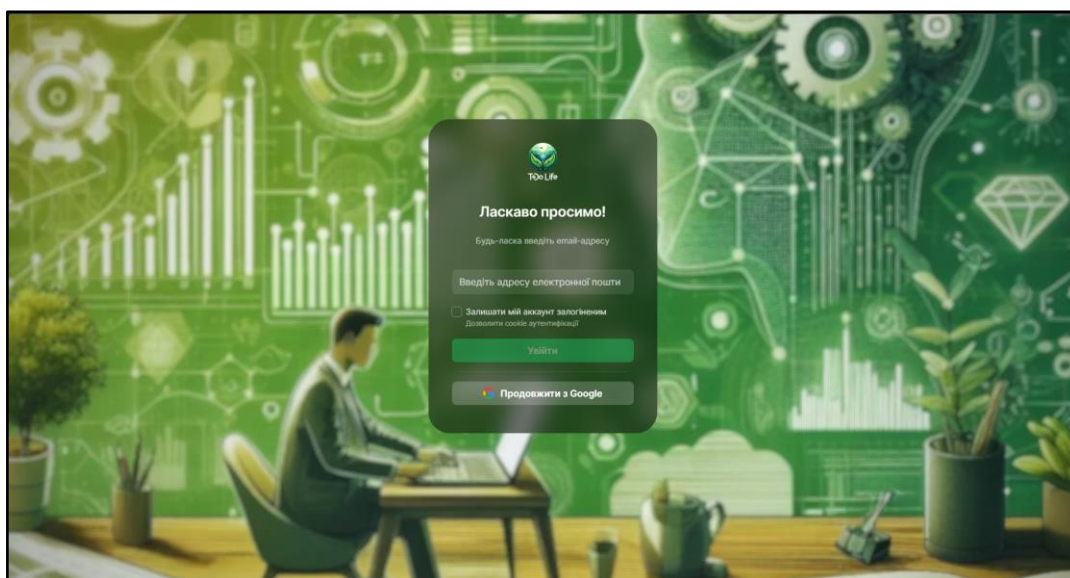 ToDo Life
Ласкаво просимо!
Будь-ласка введіть email-адресу
Введіть адресу електронної пошти
Залишати мій аккаунт залогіненим
Дозволити cookie аутентифікації
Увійти
Продовжити з Google